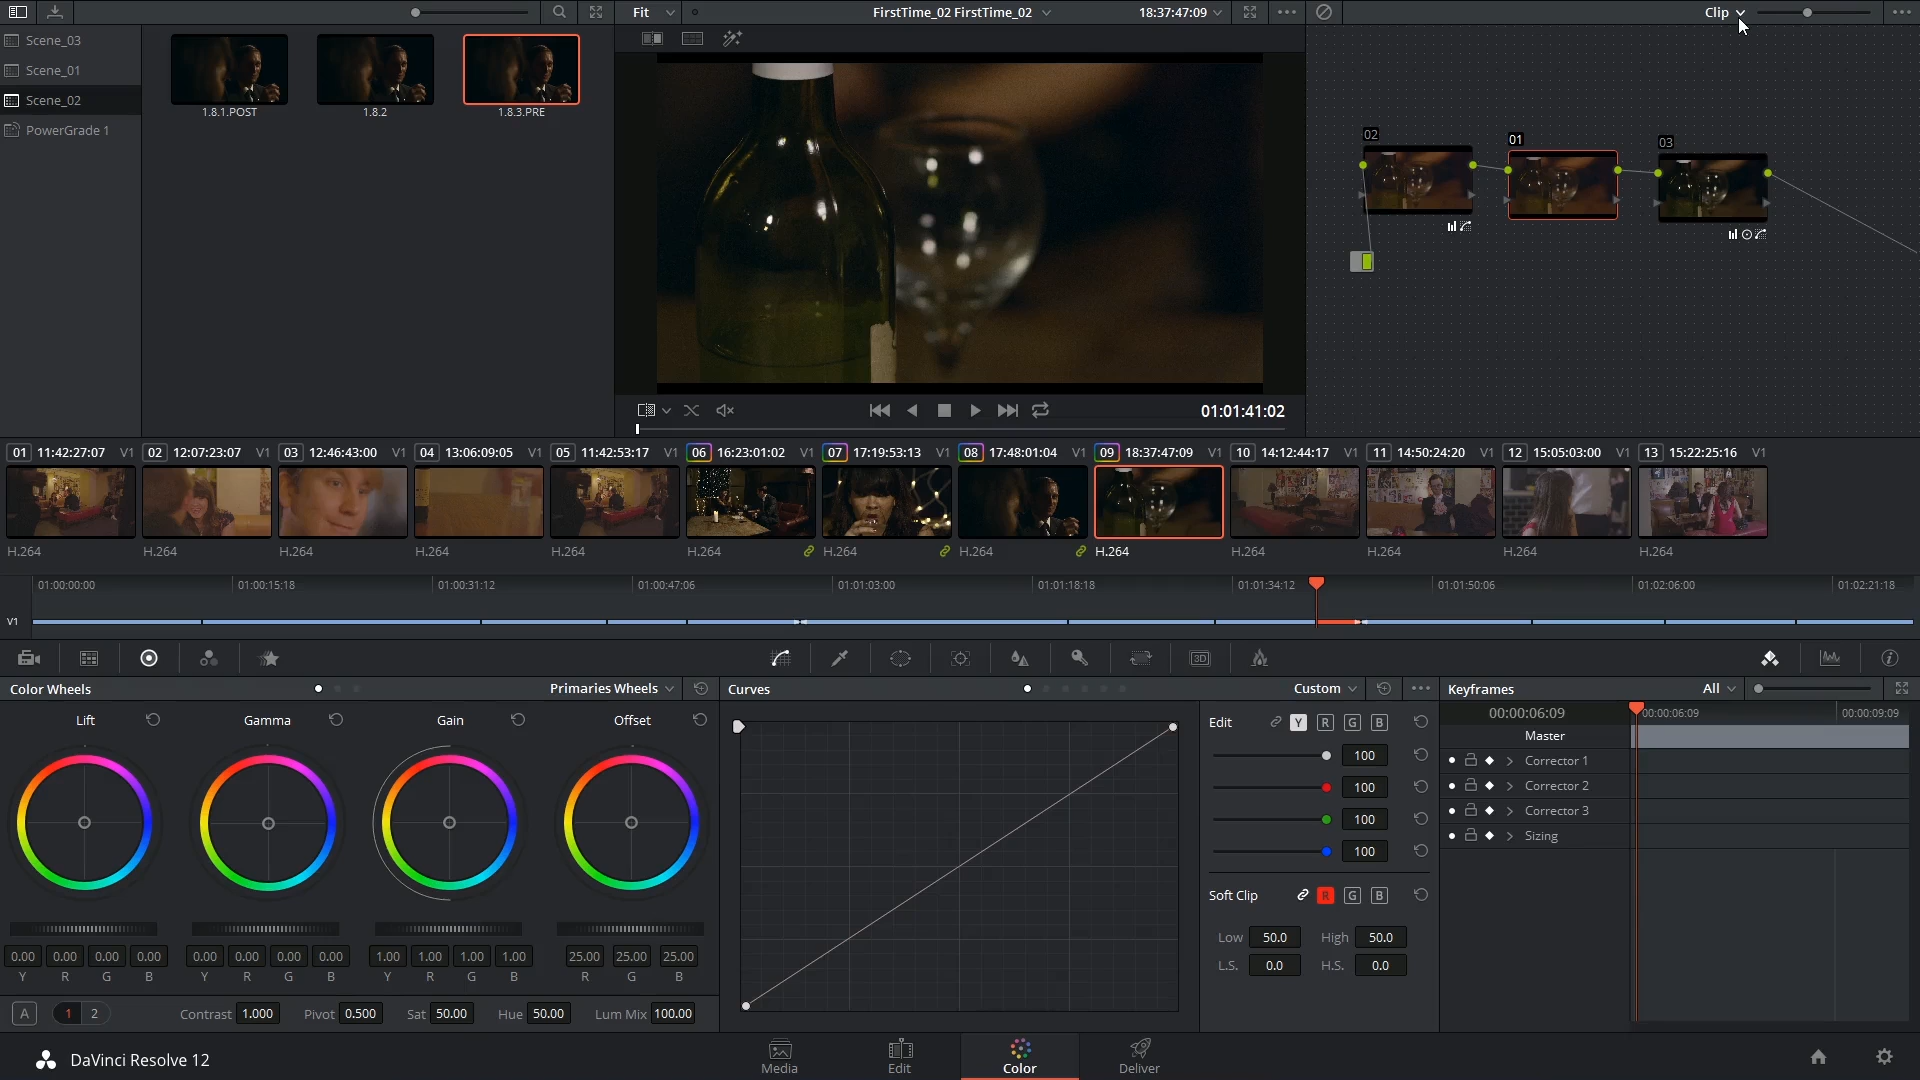 Fit
FirstTime_02 FirstTime_02
18:37:47:09
Clip
Scene_03
Scene_01
Scene_02
PowerGrade 1
1.8.1.POST
1.8.2
1.8.3.PRE
02
01
03
01:01:41:02
01 11:42:27:07 V1
02 12:07:23:07 V1
03 12:46:43:00 V1
04 13:06:09:05 V1
05 11:42:53:17 V1
06 16:23:01:02 V1
07 17:19:53:13 V1
08 17:48:01:04 V1
09 18:37:47:09 V1
10 14:12:44:17 V1
11 14:50:24:20 V1
12 15:05:03:00 V1
13 15:22:25:16 V1
H.264 H.264 H.264 H.264 H.264 H.264 H.264 H.264 H.264 H.264 H.264 H.264 H.264
01:00:00:00 01:00:15:18 01:00:31:12 01:00:47:06 01:01:03:00 01:01:18:18 01:01:34:12 01:01:50:06 01:02:06:00 01:02:21:18
V1
3D
Color Wheels
Primaries Wheels
Curves
Custom
Keyframes
All
Lift Gamma Gain Offset
0.00 0.00 0.00 0.00 0.00 0.00 0.00 0.00 1.00 1.00 1.00 1.00 25.00 25.00 25.00
Y R G B Y R G B Y R G B R G B
A 1 2 Contrast 1.000 Pivot 0.500 Sat 50.00 Hue 50.00 Lum Mix 100.00
Edit Y R G B
100
100
100
100
Soft Clip R G B
Low 50.0 High 50.0
L.S. 0.0 H.S. 0.0
00:00:06:09
00:00:06:09 00:00:09:09
Master
Corrector 1
Corrector 2
Corrector 3
Sizing
DaVinci Resolve 12
Media
Edit
Color
Deliver